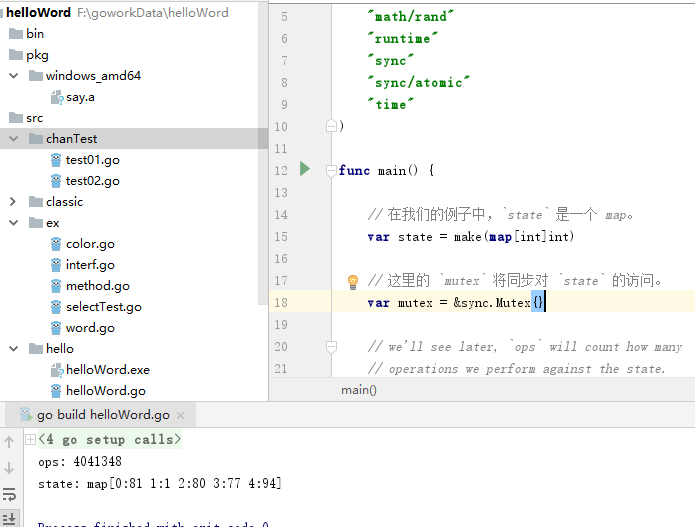 helloWord F:\goworkData\helloWord
bin
pkg
windows_amd64
say.a
src
chanTest
test01.go
test02.go
classic
ex
color.go
interf.go
method.go
selectTest.go
word.go
hello
helloWord.exe
helloWord.go
5 "math/rand"
6 "runtime"
7 "sync"
8 "sync/atomic"
9 "time"
10 )
11
12 func main() {
13
14 // 在我们的例子中，`state` 是一个 map。
15 var state = make(map[int]int)
16
17 // 这里的 `mutex` 将同步对 `state` 的访问。
18 var mutex = &sync.Mutex{}
19
20 // we'll see later, `ops` will count how many
21 // operations we perform against the state.
main()
go build helloWord.go
<4 go setup calls>
ops: 4041348
state: map[0:81 1:1 2:80 3:77 4:94]
Process finished with exit code 0